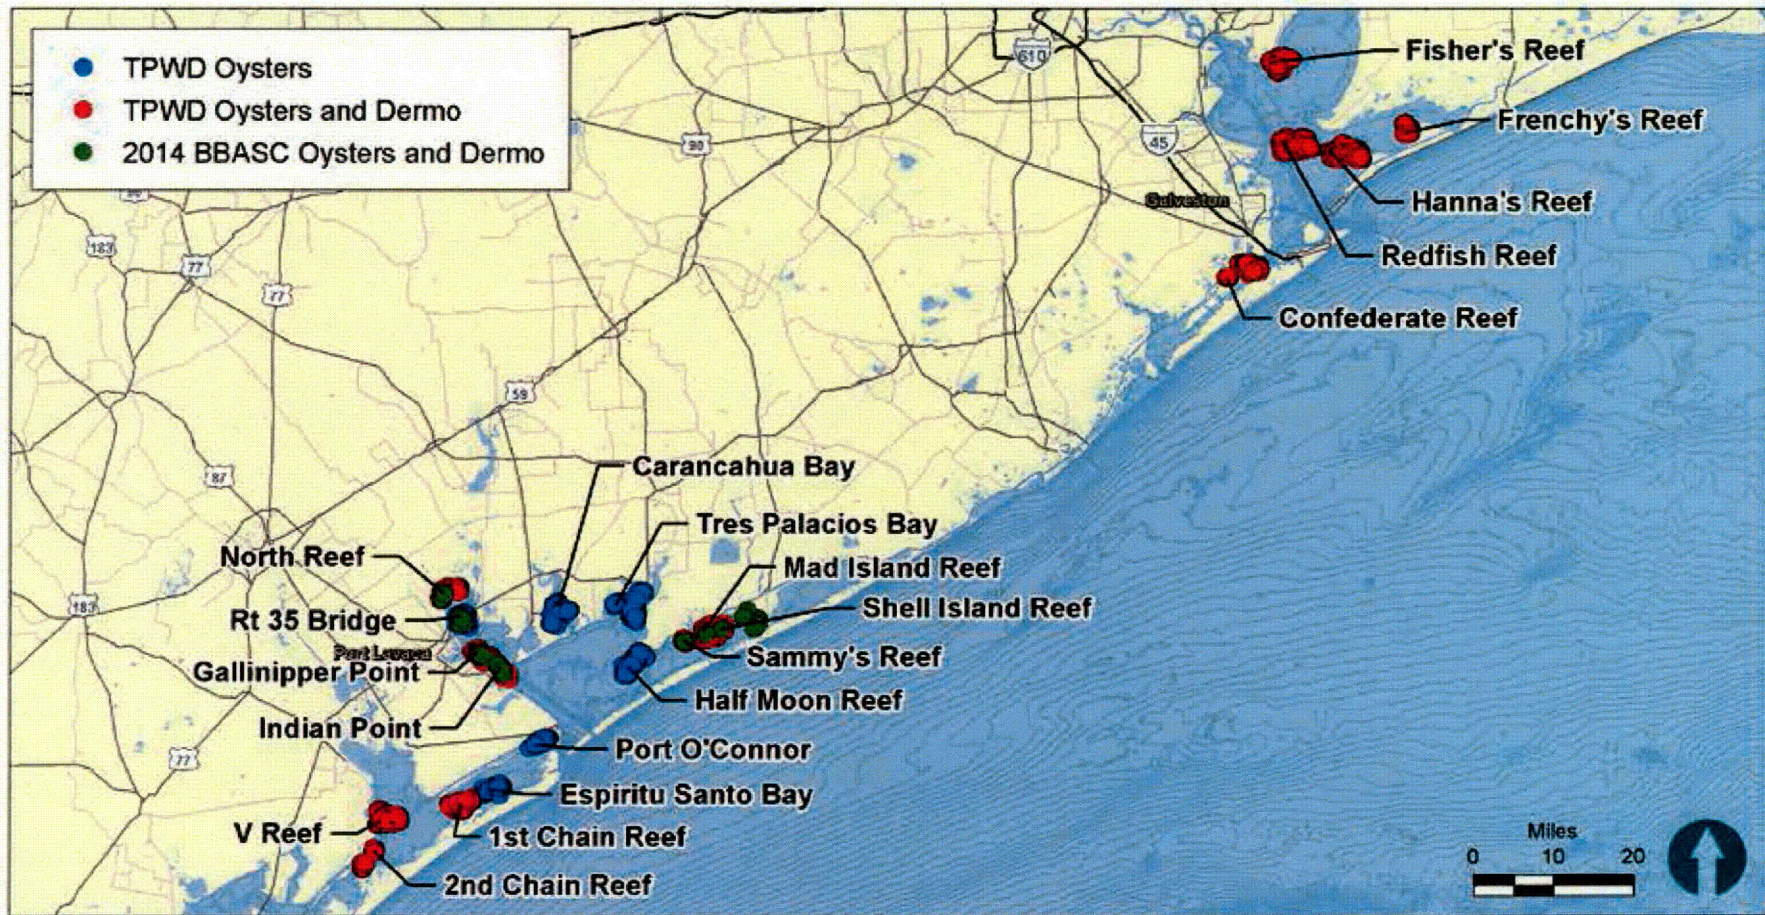 TPWD Oysters
TPWD Oysters and Dermo
2014 BBASC Oysters and Dermo
610
Fisher's Reef
Frenchy's Reef
45
90
Galveston
Hanna's Reef
183
77
77
Redfish Reef
Confederate Reef
59
87
Carancahua Bay
Tres Palacios Bay
North Reef
Mad Island Reef
183
Shell Island Reef
Rt 35 Bridge
Port Lavaca
Sammy's Reef
Gallinipper Point
Half Moon Reef
Indian Point
Port O'Connor
77
Espiritu Santo Bay
V Reef
1st Chain Reef
2nd Chain Reef
Miles
0 10 20